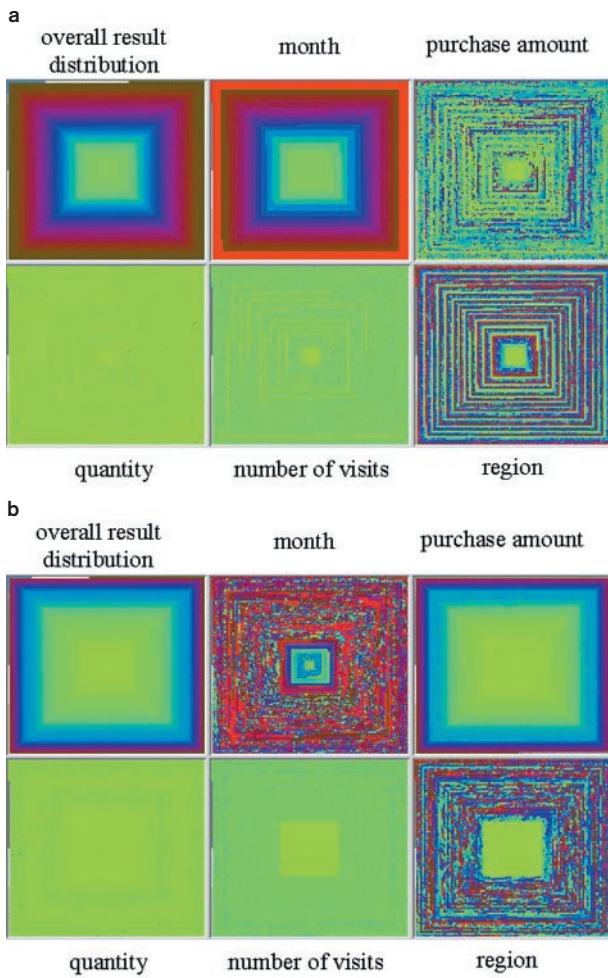 a
overall result
distribution
month
purchase amount
quantity
number of visits
region
b
overall result
distribution
month
purchase amount
quantity
number of visits
region